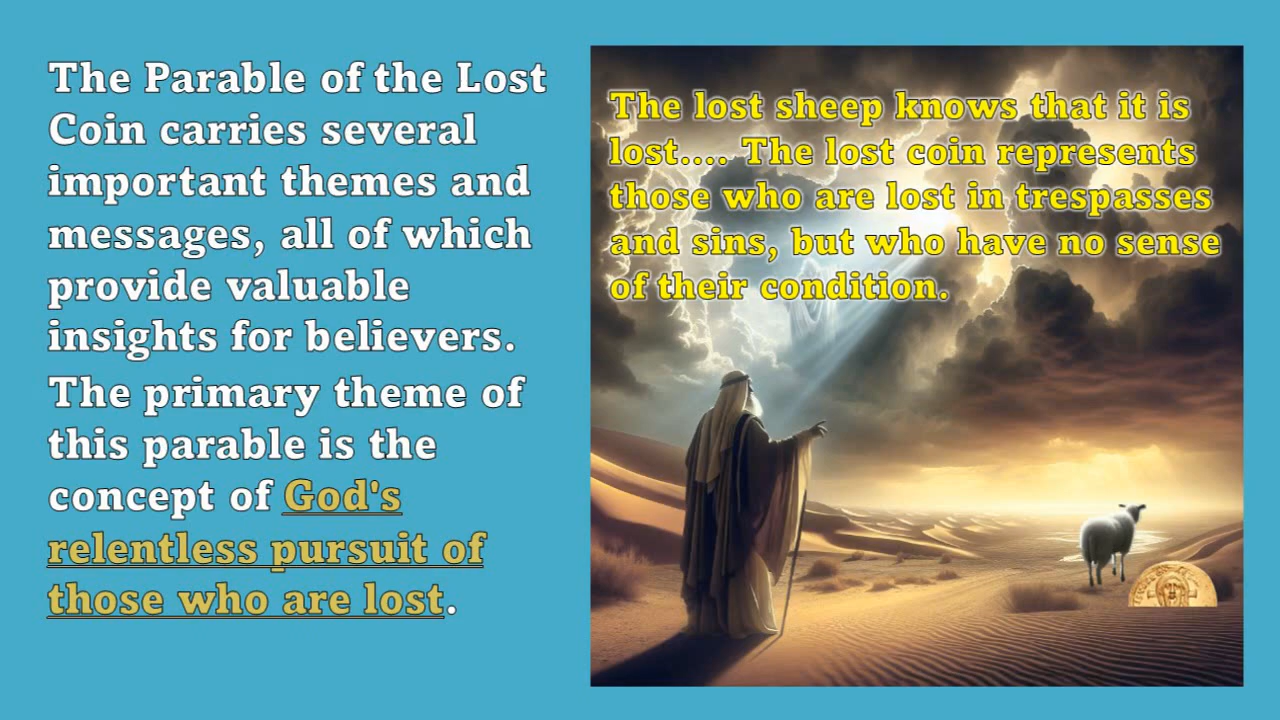 The Parable of the Lost
Coin carries several
important themes and
messages, all of which
provide valuable
insights for believers.
The primary theme of
this parable is the
concept of God's
relentless pursuit of
those who are lost.
The lost sheep knows that it is
lost.... The lost coin represents
those who are lost in trespasses
and sins, but who have no sense
of their condition.